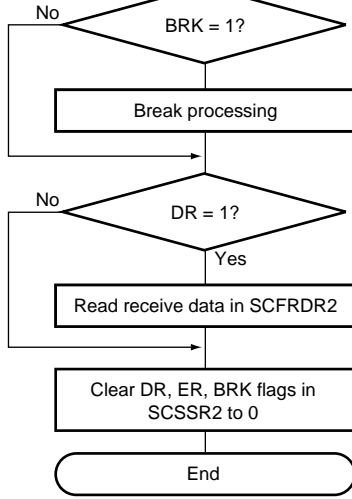 No
BRK = 1?
Break processing
No
DR = 1?
Yes
Read receive data in SCFRDR2
Clear DR, ER, BRK flags in
SCSSR2 to 0
End